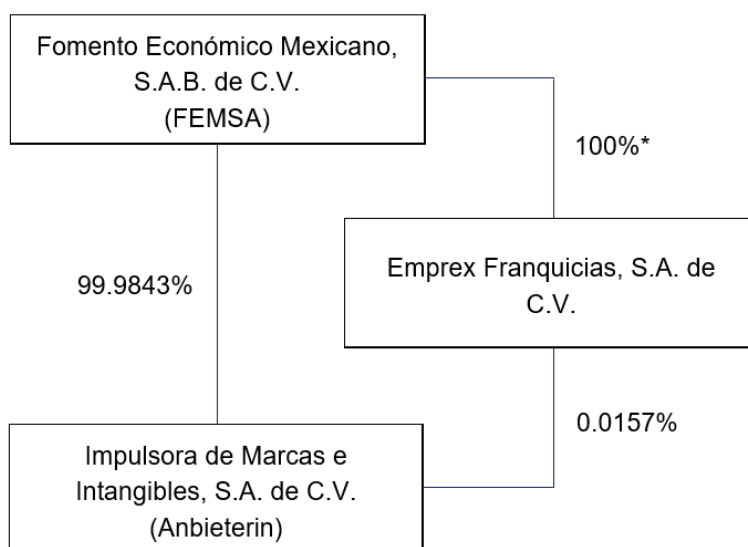 Fomento Económico Mexicano,
S.A.B. de C.V.
(FEMSA)
100%*
99.9843%
Emprex Franquicias, S.A. de
C.V.
0.0157%
Impulsora de Marcas e
Intangibles, S.A. de C.V.
(Anbieterin)